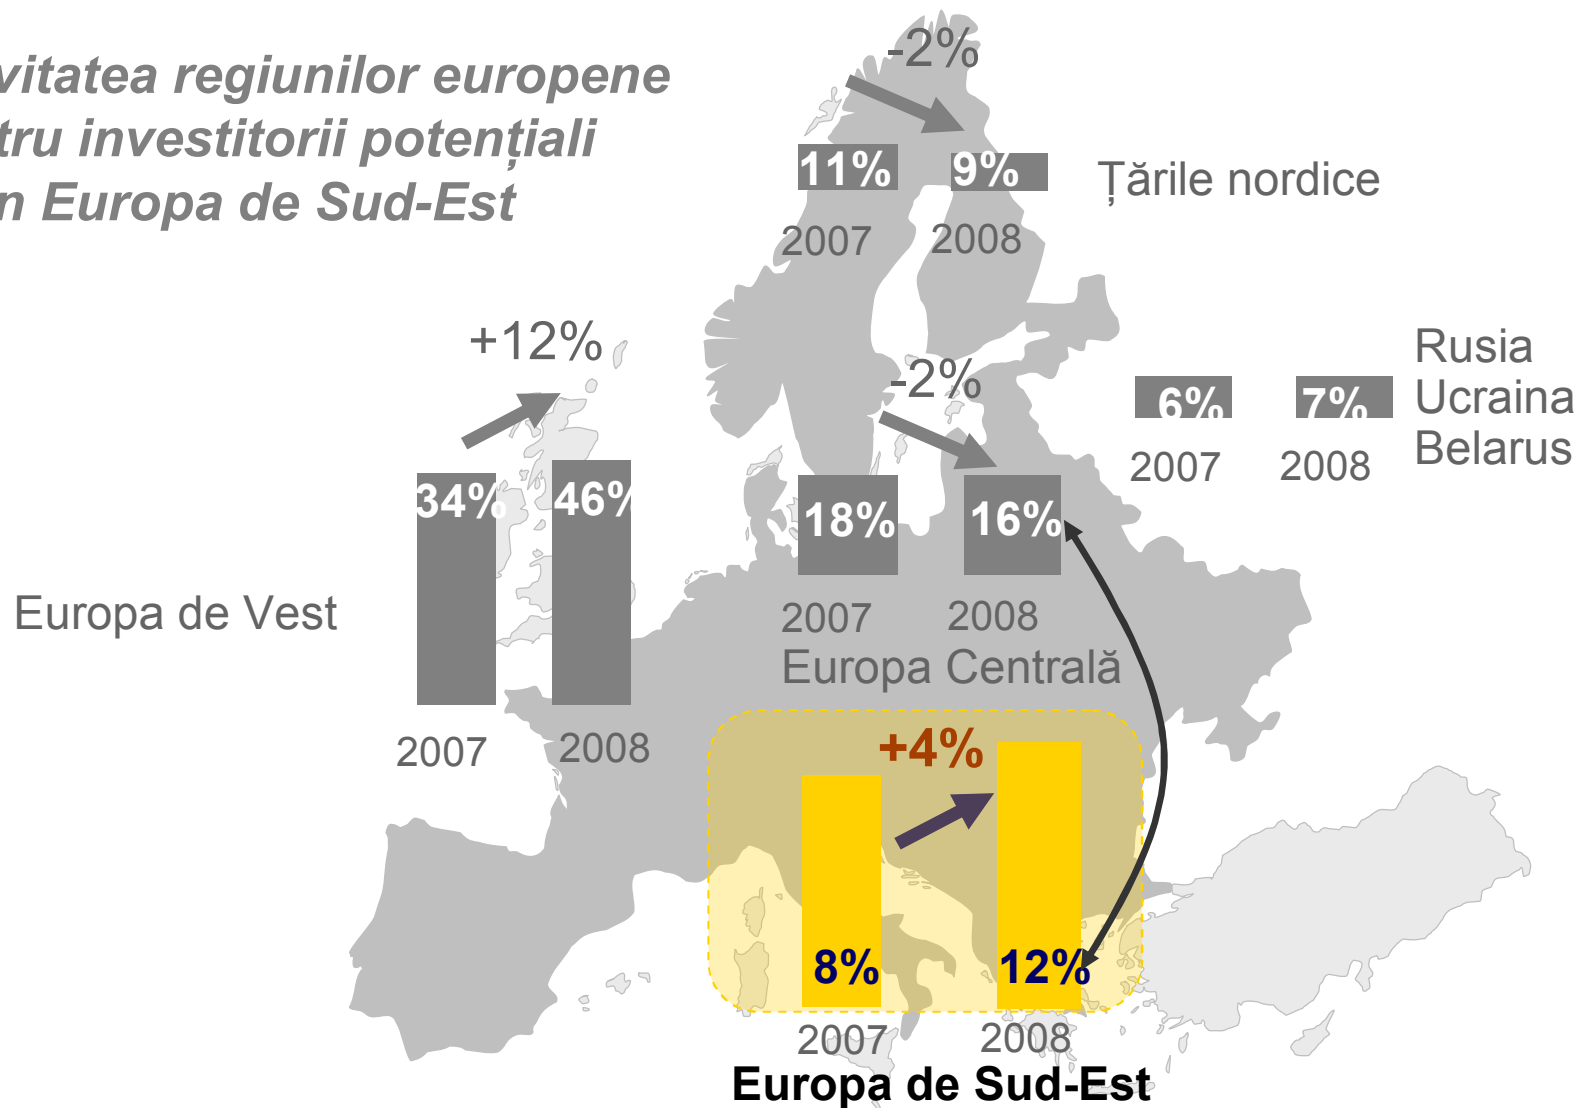 vitatea regiunilor europene
tru investitorii potențiali
n Europa de Sud-Est
-2%
11% 9%
Țările nordice
2007 2008
+12%
-2%
Rusia
Ucraina
Belarus
6% 7%
2007 2008
34% 46%
18% 16%
Europa de Vest
2007 2008
Europa Centrală
2007 2008
+4%
8% 12%
2007 2008
Europa de Sud-Est